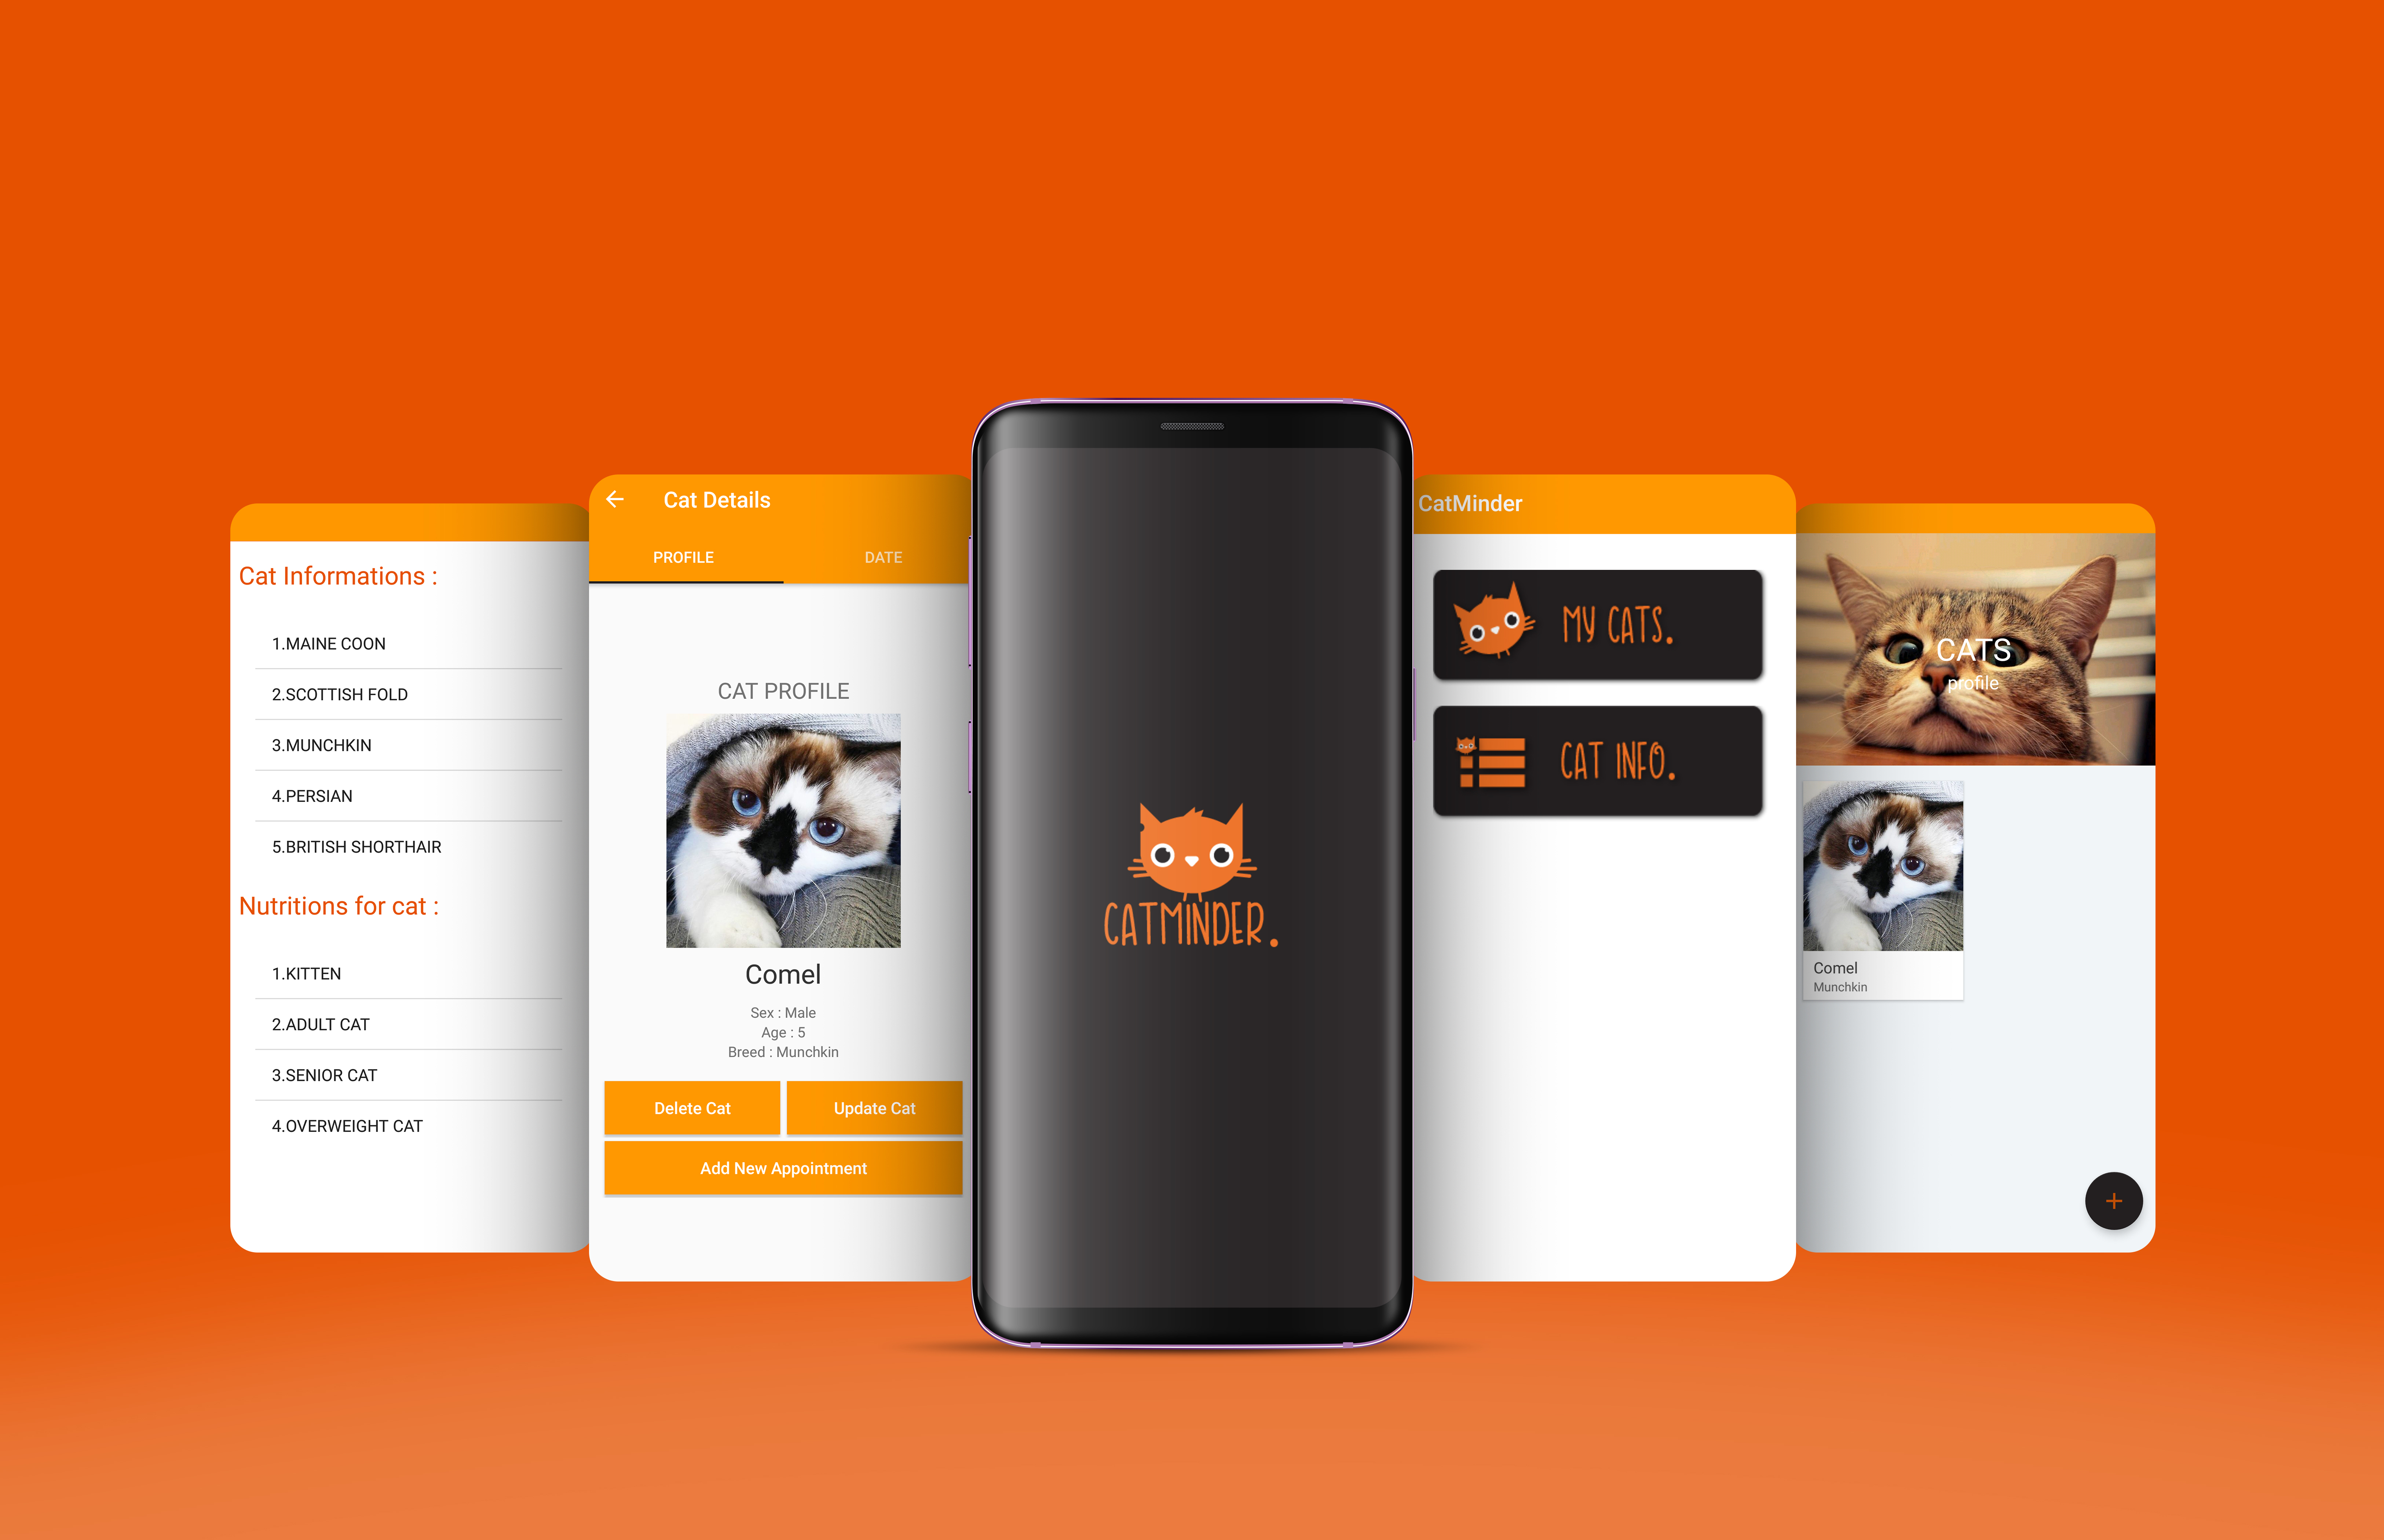 Cat Informations :
1.MAINE COON
2.SCOTTISH FOLD
3.MUNCHKIN
4.PERSIAN
5.BRITISH SHORTHAIR
Nutritions for cat :
1.KITTEN
2.ADULT CAT
3.SENIOR CAT
4.OVERWEIGHT CAT
Cat Details
PROFILE DATE
CAT PROFILE
Comel
Sex : Male
Age : 5
Breed : Munchkin
Delete Cat Update Cat
Add New Appointment
CATMINDER.
CatMinder
MY CATS.
CAT INFO.
CATS
profile
Comel
Munchkin